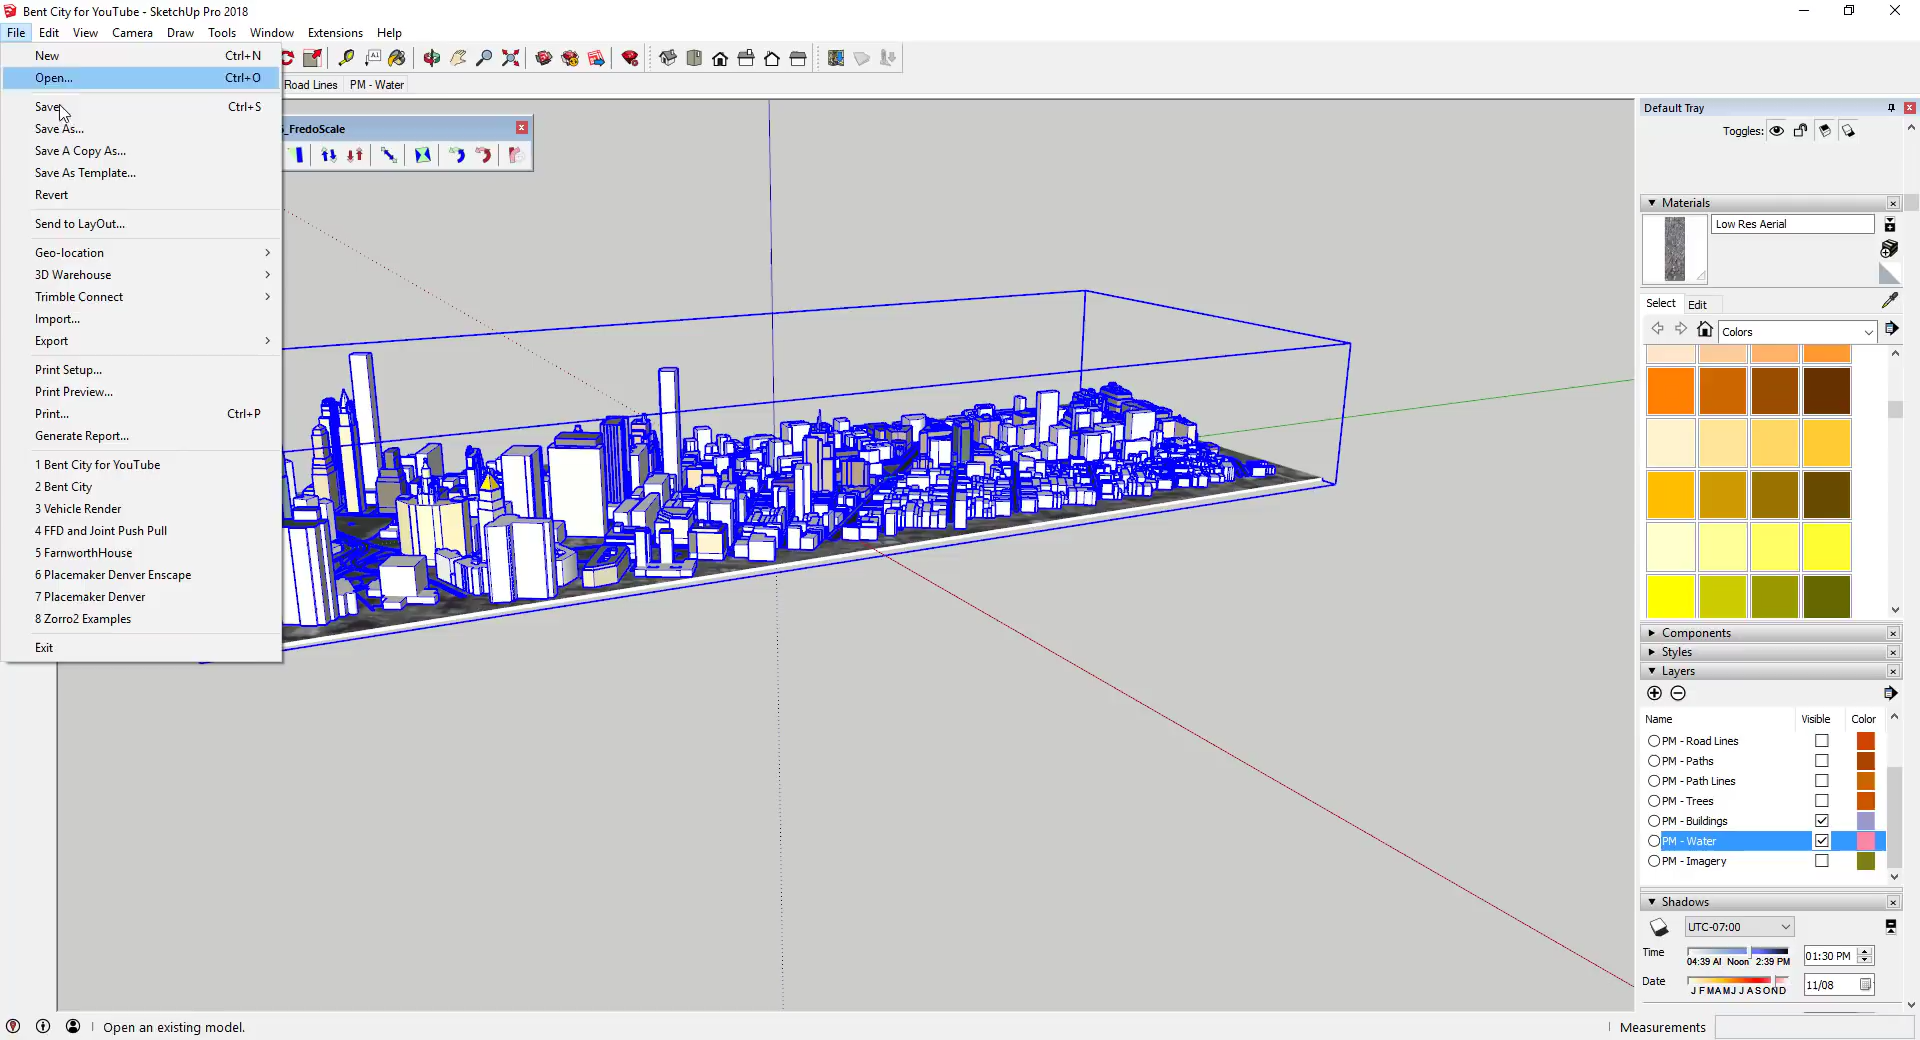 Bent City for YouTube - SketchUp Pro 2018
File Edit View Camera Draw Tools Window Extensions Help
New Ctrl+N
Open... Ctrl+O
Save Ctrl+S
Save As...
Save A Copy As...
Save As Template...
Revert
Send to LayOut...
Geo-location
3D Warehouse
Trimble Connect
Import...
Export
Print Setup...
Print Preview...
Print... Ctrl+P
Generate Report...
1 Bent City for YouTube
2 Bent City
3 Vehicle Render
4 FFD and Joint Push Pull
5 FarnworthHouse
6 Placemaker Denver Enscape
7 Placemaker Denver
8 Zorro2 Examples
Exit
Road Lines PM - Water
_FredoScale
Default Tray
Toggles:
Materials
Low Res Aerial
Select Edit
Colors
Components
Styles
Layers
Name Visible Color
PM - Road Lines
PM - Paths
PM - Path Lines
PM - Trees
PM - Buildings
PM - Water
PM - Imagery
Shadows
UTC-07:00
Time 01:30 PM
04:39 AM Noon 2:39 PM
Date 11/08
J F M A M J J A S O N D
Open an existing model.
Measurements